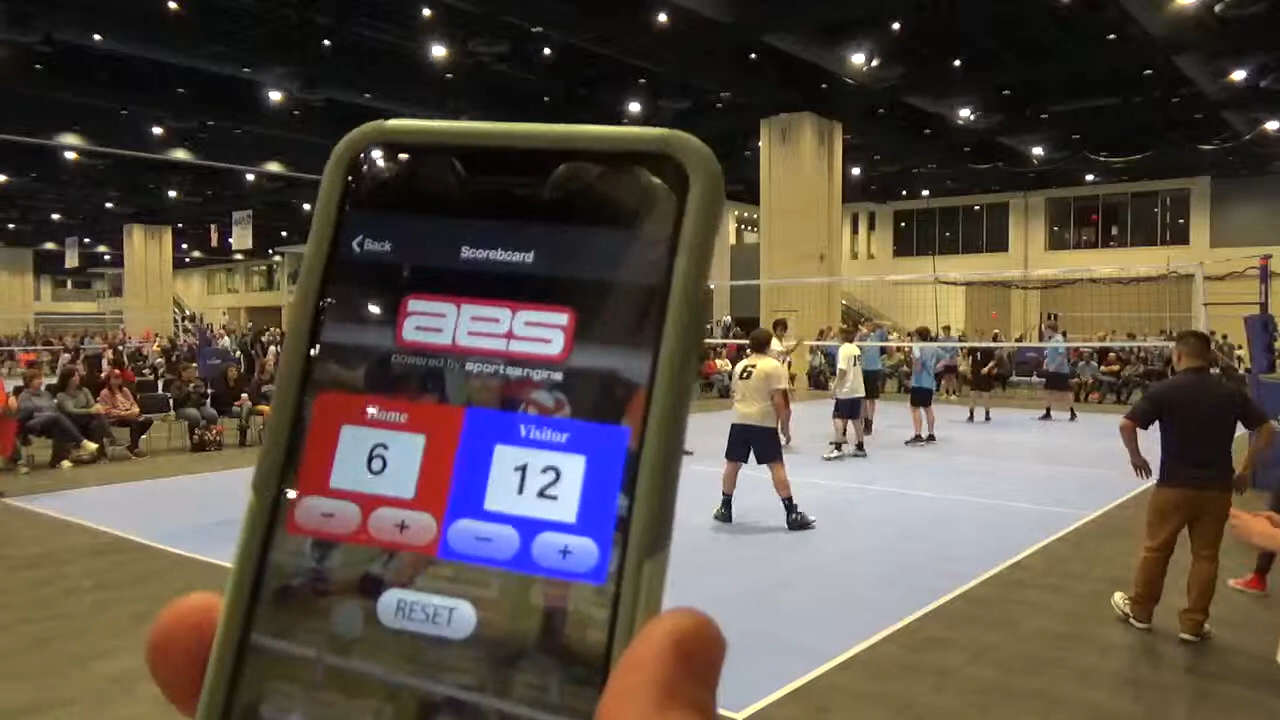 Back
Scoreboard
aes
powered by sportsengine
Home
Visitor
6
12
−
+
−
+
RESET
6